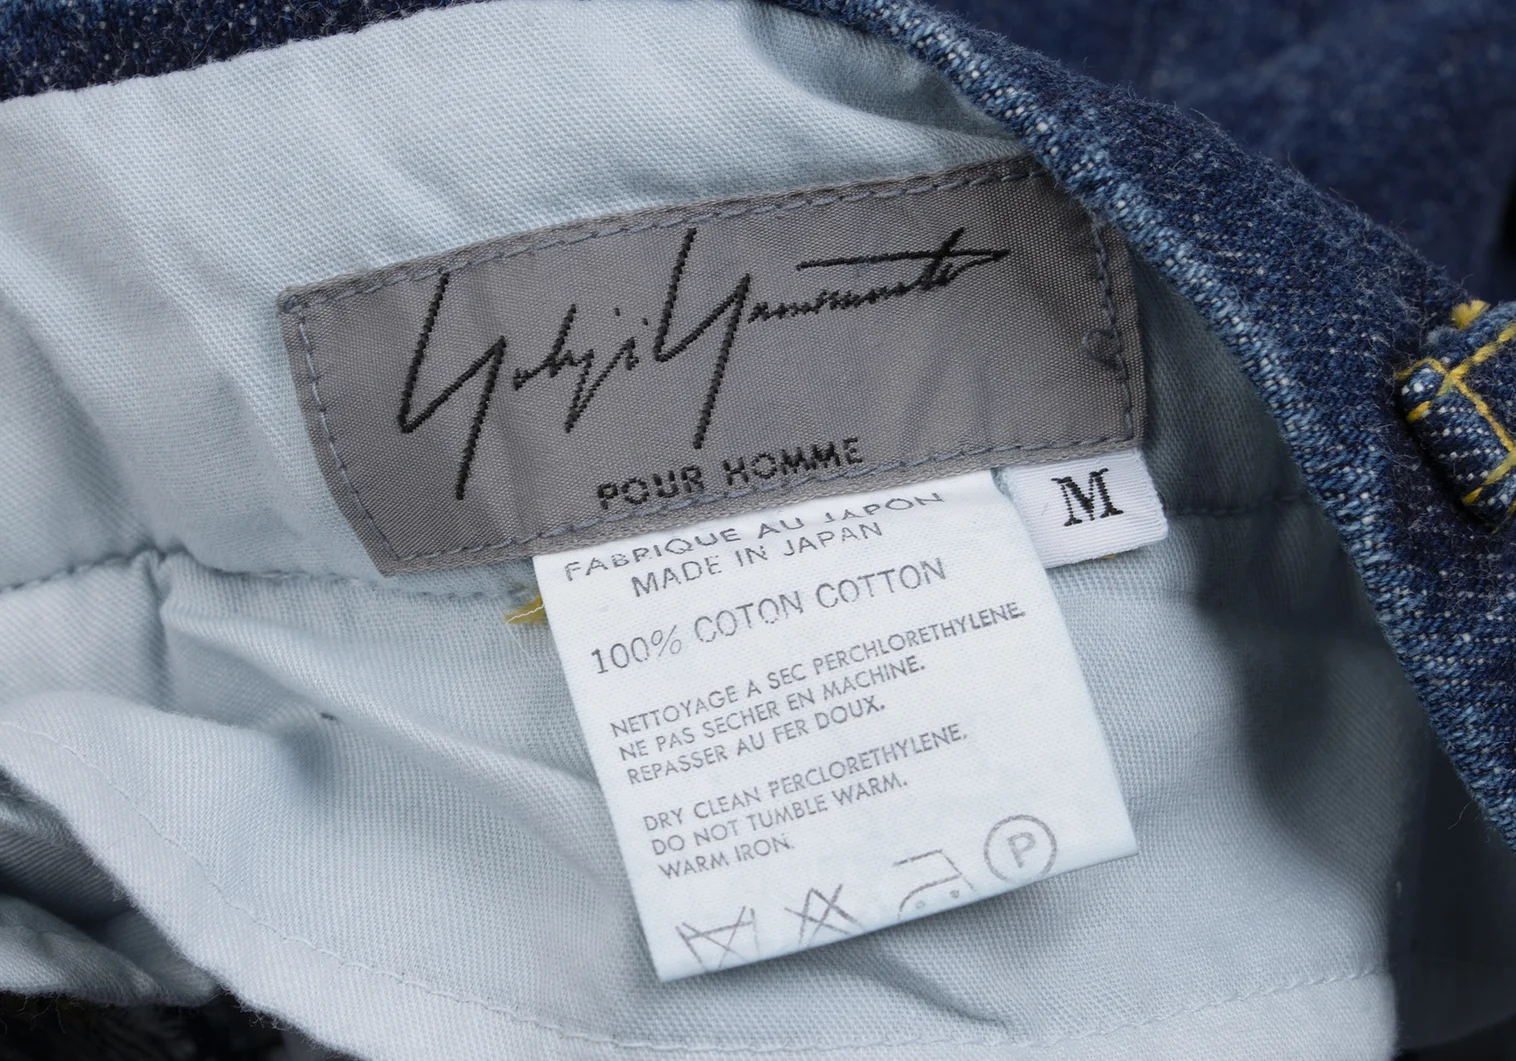 Yohji Yamamoto
POUR HOMME
M
FABRIQUE AU JAPON
MADE IN JAPAN
100% COTON COTTON
NETTOYAGE A SEC PERCHLORETHYLENE.
NE PAS SECHER EN MACHINE.
REPASSER AU FER DOUX.
DRY CLEAN PERCLORETHYLENE.
DO NOT TUMBLE WARM.
WARM IRON.
P